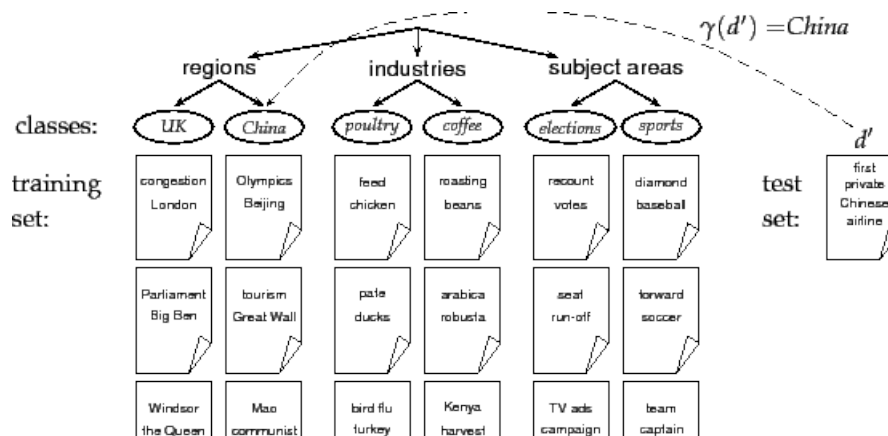 γ(d′) =China
regions industries subject areas
classes: UK China poultry coffee elections sports
d′
training set:
congestion London
Olympics Beijing
feed chicken
roasting beans
recount votes
diamond baseball
test set:
first private Chinese airline
Parliament Big Ben
tourism Great Wall
pate ducks
arabica robusta
seat run-off
forward soccer
Windsor the Queen
Mao communist
bird flu turkey
Kenya harvest
TV ads campaign
team captain